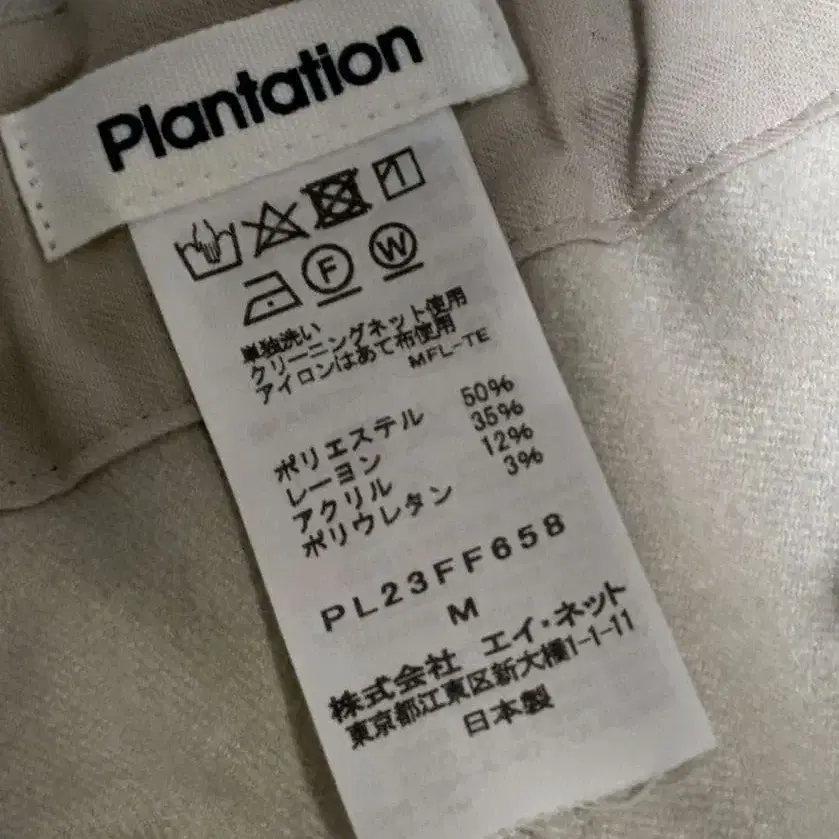 Plantation
F W
単独洗い
クリーニングネット使用
アイロンはあて布使用
MFL-TE
ポリエステル 50%
レーヨン 35%
アクリル 12%
ポリウレタン 3%
PL23FF658
M
株式会社 エイ・ネット
東京都江東区新大橋1-1-11
日本製